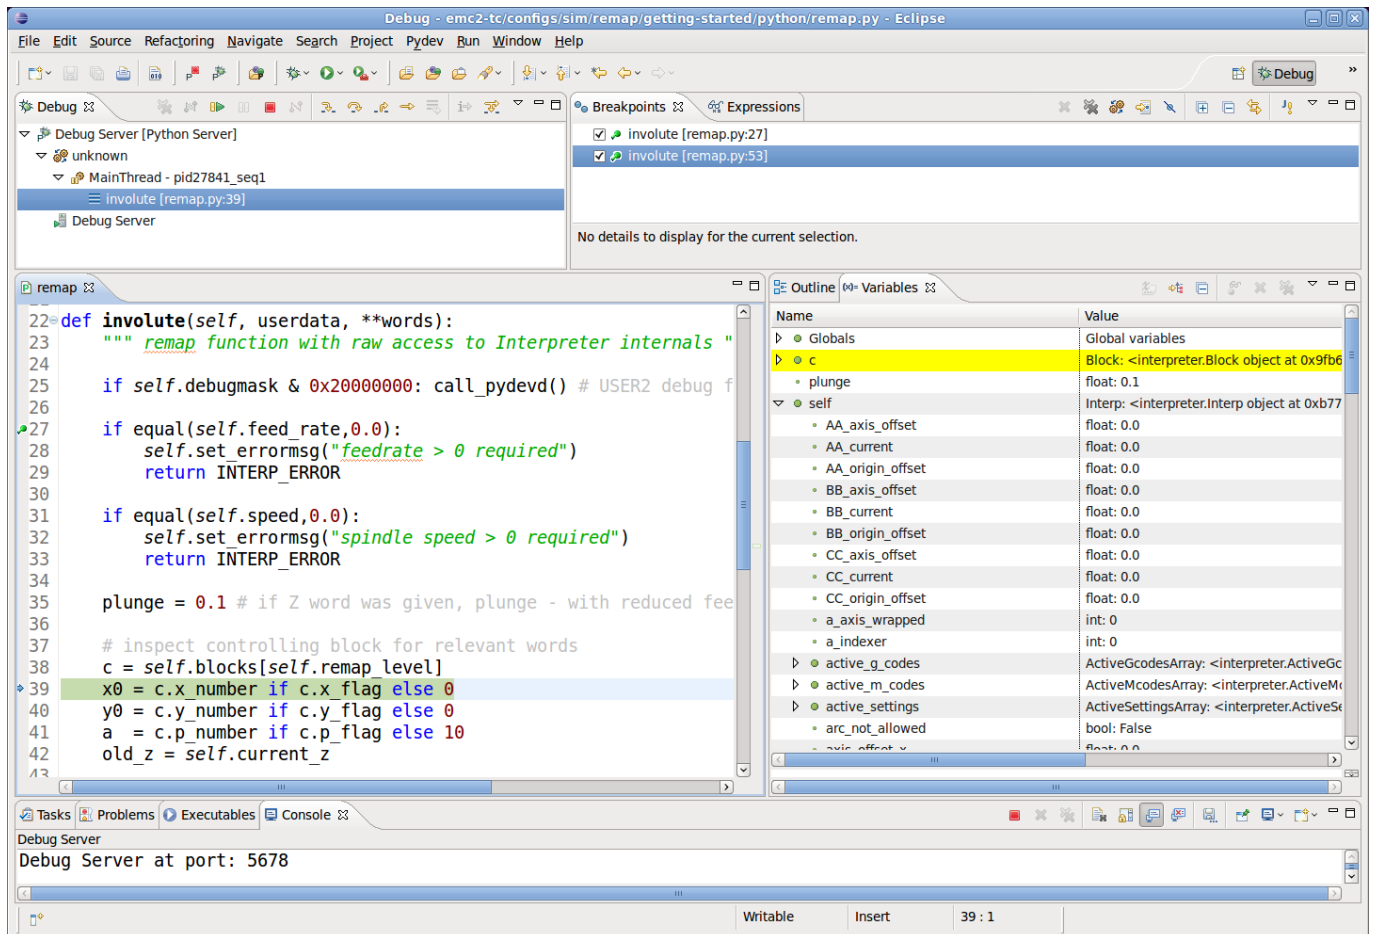 Debug - emc2-tc/configs/sim/remap/getting-started/python/remap.py - Eclipse
File Edit Source Refactoring Navigate Search Project Pydev Run Window Help
Debug »
Debug
Debug Server [Python Server]
unknown
MainThread - pid27841_seq1
involute [remap.py:39]
Debug Server
Breakpoints Expressions
involute [remap.py:27]
involute [remap.py:53]
No details to display for the current selection.
remap
22 def involute(self, userdata, **words):
23 """ remap function with raw access to Interpreter internals "
24
25 if self.debugmask & 0x20000000: call_pydevd() # USER2 debug f
26
27 if equal(self.feed_rate,0.0):
28 self.set_errormsg("feedrate > 0 required")
29 return INTERP_ERROR
30
31 if equal(self.speed,0.0):
32 self.set_errormsg("spindle speed > 0 required")
33 return INTERP_ERROR
34
35 plunge = 0.1 # if Z word was given, plunge - with reduced fee
36
37 # inspect controlling block for relevant words
38 c = self.blocks[self.remap_level]
39 x0 = c.x_number if c.x_flag else 0
40 y0 = c.y_number if c.y_flag else 0
41 a = c.p_number if c.p_flag else 10
42 old_z = self.current_z
43
Outline Variables
Name Value
Globals Global variables
c Block: <interpreter.Block object at 0x9fb6
plunge float: 0.1
self Interp: <interpreter.Interp object at 0xb77
AA_axis_offset float: 0.0
AA_current float: 0.0
AA_origin_offset float: 0.0
BB_axis_offset float: 0.0
BB_current float: 0.0
BB_origin_offset float: 0.0
CC_axis_offset float: 0.0
CC_current float: 0.0
CC_origin_offset float: 0.0
a_axis_wrapped int: 0
a_indexer int: 0
active_g_codes ActiveGcodesArray: <interpreter.ActiveGc
active_m_codes ActiveMcodesArray: <interpreter.ActiveMc
active_settings ActiveSettingsArray: <interpreter.ActiveSe
arc_not_allowed bool: False
axis_offset_x float: 0.0
Tasks Problems Executables Console
Debug Server
Debug Server at port: 5678
Writable Insert 39 : 1